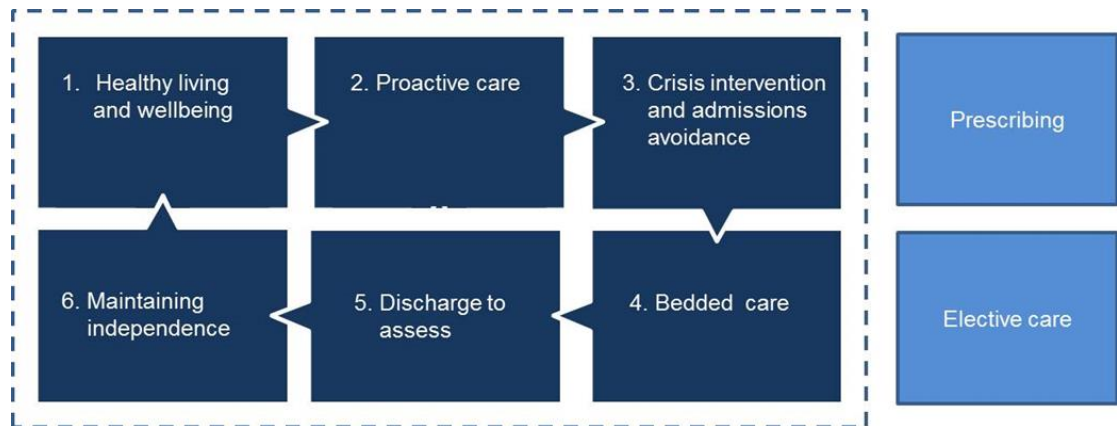 1. Healthy living
and wellbeing
2. Proactive care
3. Crisis intervention
and admissions
avoidance
Prescribing
6. Maintaining
independence
5. Discharge to
assess
4. Bedded care
Elective care